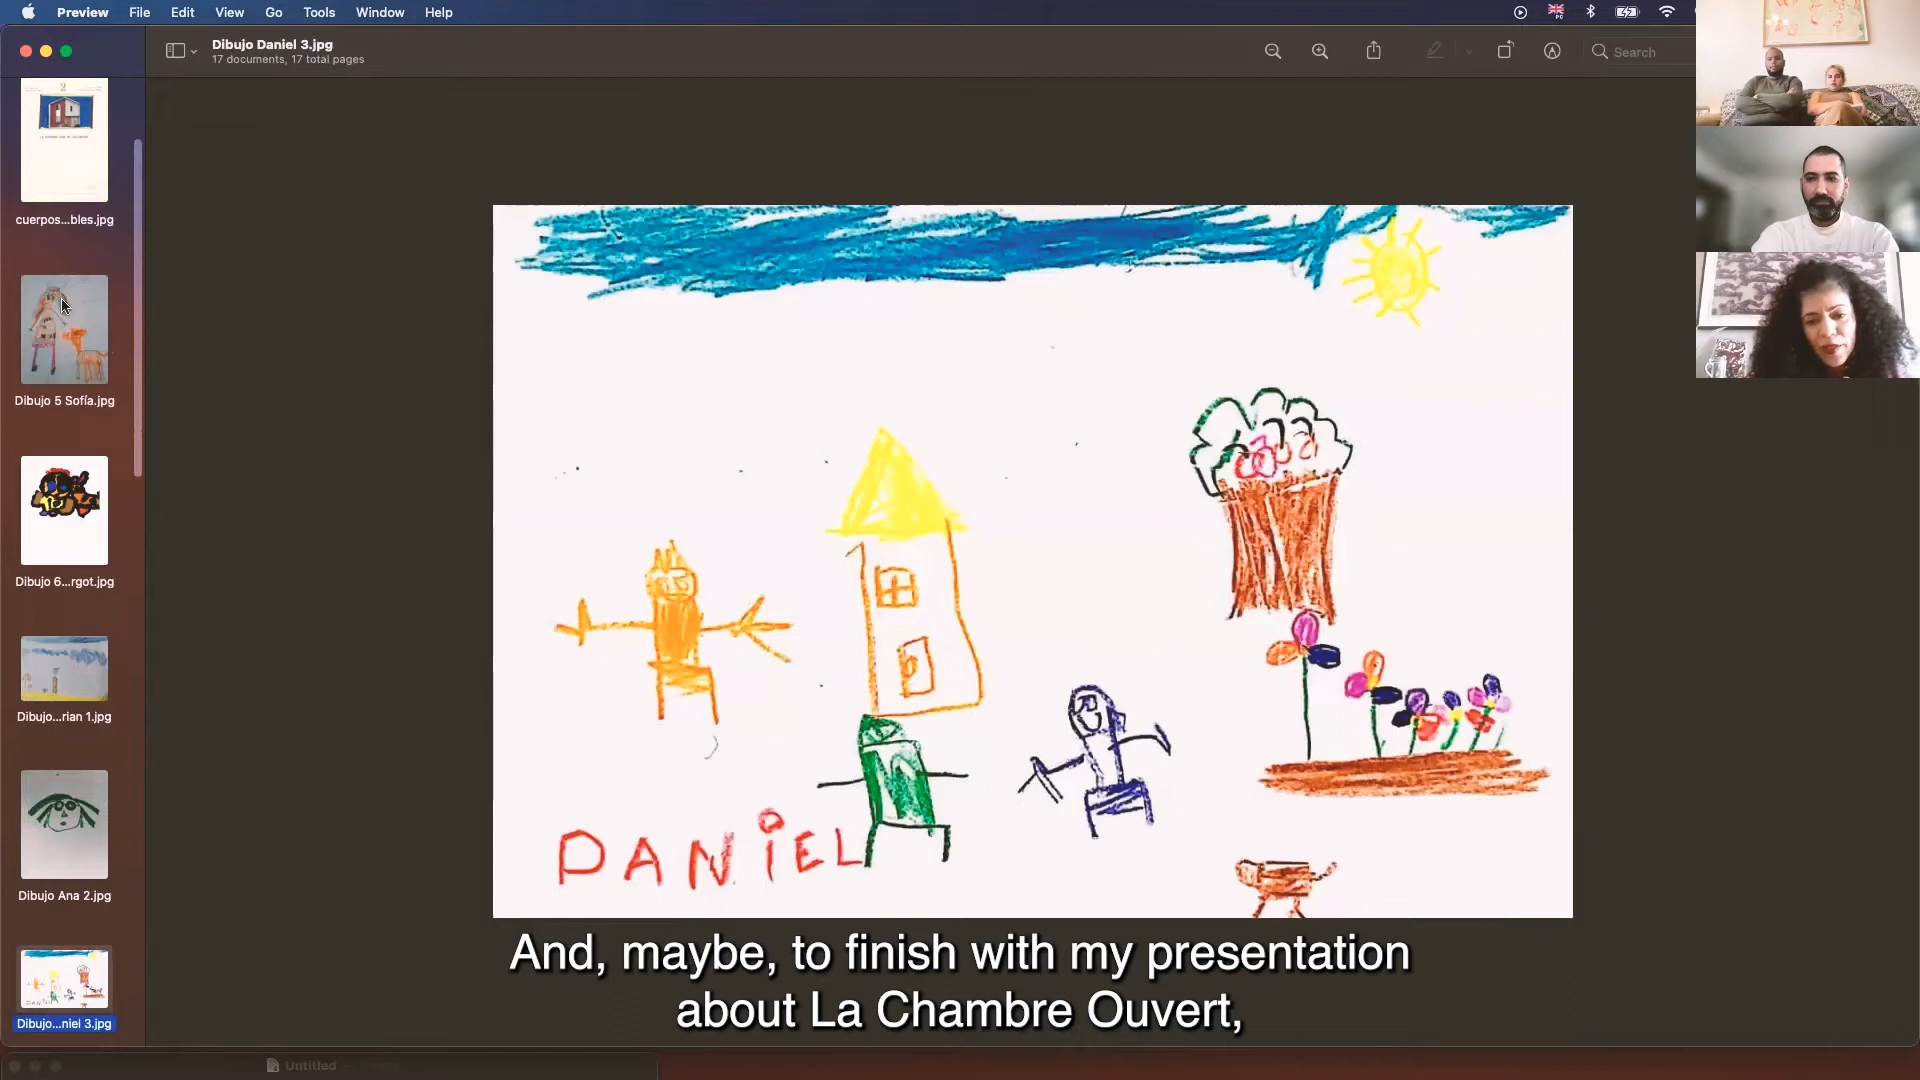 Preview File Edit View Go Tools Window Help
Dibujo Daniel 3.jpg
17 documents, 17 total pages
Search
2
cuerpos...bles.jpg
Dibujo 5 Sofía.jpg
Dibujo 6...rgot.jpg
Dibujo...rian 1.jpg
Dibujo Ana 2.jpg
Dibujo...niel 3.jpg
DANiEL
And, maybe, to finish with my presentation
about La Chambre Ouvert,
Untitled